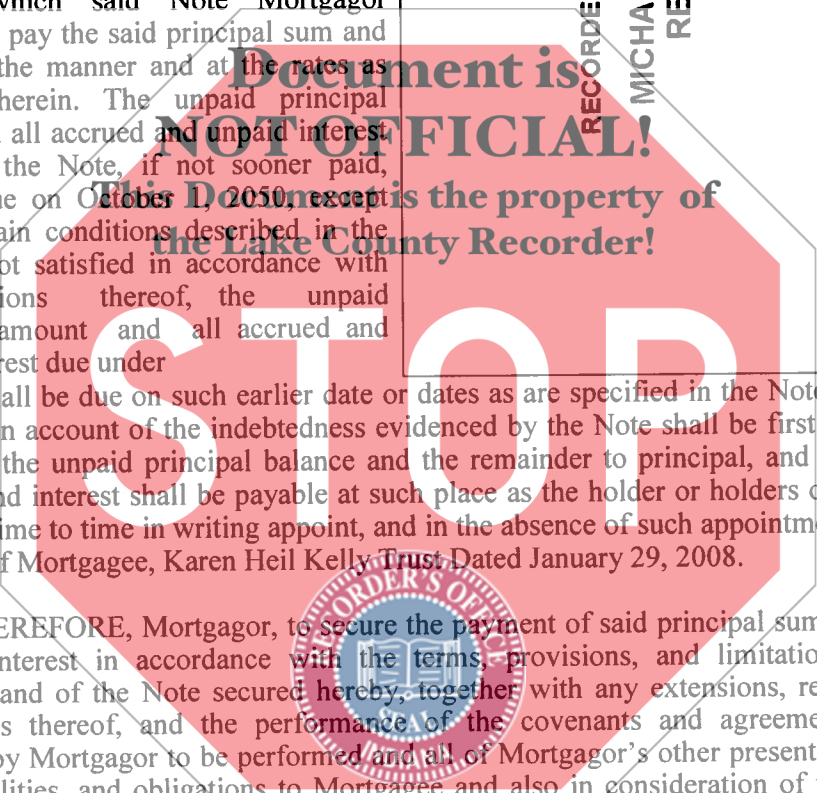 which said Note Mortgagor
pay the said principal sum and
the manner and at the rates as
herein. The unpaid principal
all accrued and unpaid interest
the Note, if not sooner paid,
on October 1, 2050, except
conditions described in the
satisfied in accordance with
thereof, the unpaid
amount and all accrued and
due under
RECORDE
MICHA
RE
Document is
NOT OFFICIAL!
This Document is the property of
the Lake County Recorder!
STOP
all be due on such earlier date or dates as are specified in the Note
n account of the indebtedness evidenced by the Note shall be first
the unpaid principal balance and the remainder to principal, and
nd interest shall be payable at such place as the holder or holders
ime to time in writing appoint, and in the absence of such appointme
f Mortgagee, Karen Heil Kelly Trust Dated January 29, 2008.
EREFORE, Mortgagor, to secure the payment of said principal sum
nterest in accordance with the terms, provisions, and limitatio
and of the Note secured hereby, together with any extensions, re
s thereof, and the performance of the covenants and agreeme
by Mortgagor to be performed and all of Mortgagor's other present
lities, and obligations to Mortgagee and also in consideration of
RECORDER'S OFFICE
SEAL
INDIANA